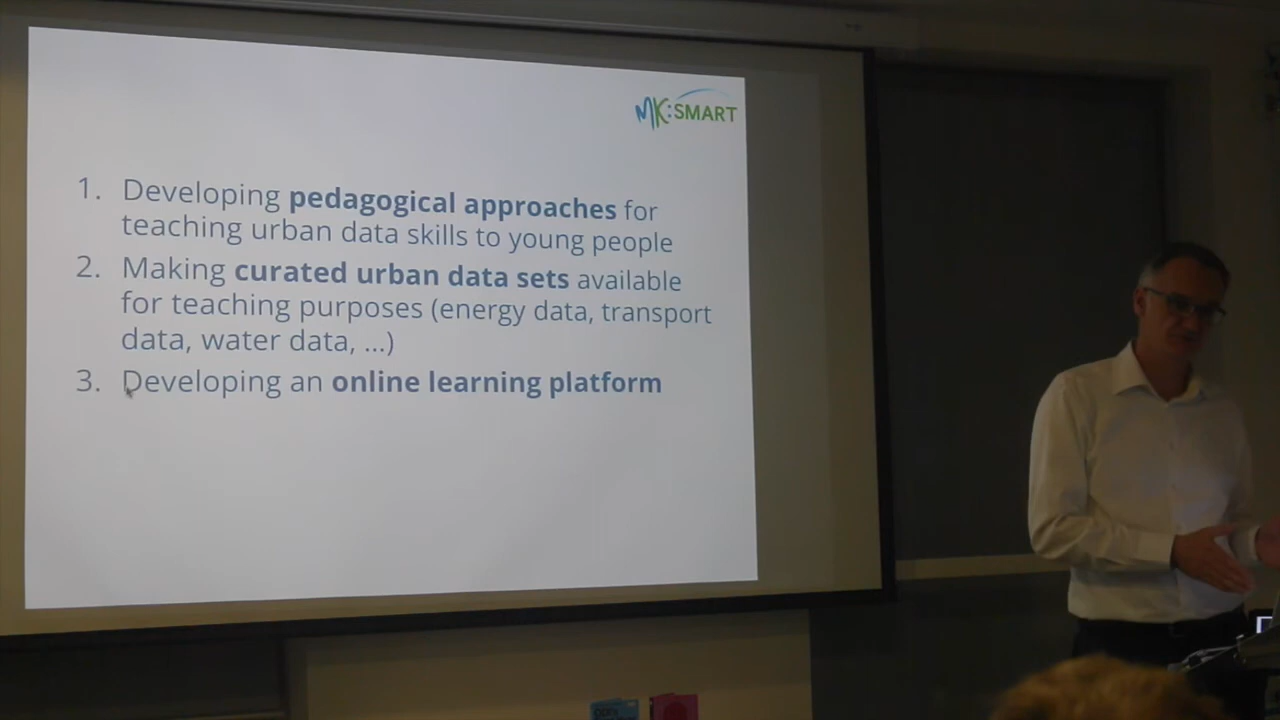 MK:SMART
1. Developing pedagogical approaches for
teaching urban data skills to young people
2. Making curated urban data sets available
for teaching purposes (energy data, transport
data, water data, ...)
3. Developing an online learning platform